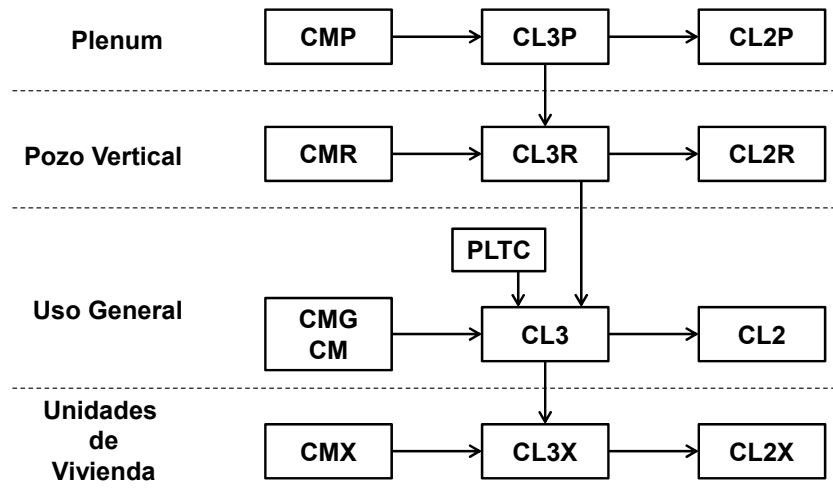 Plenum
CMP
CL3P
CL2P
Pozo Vertical
CMR
CL3R
CL2R
PLTC
Uso General
CMG
CM
CL3
CL2
Unidades
de
Vivienda
CMX
CL3X
CL2X